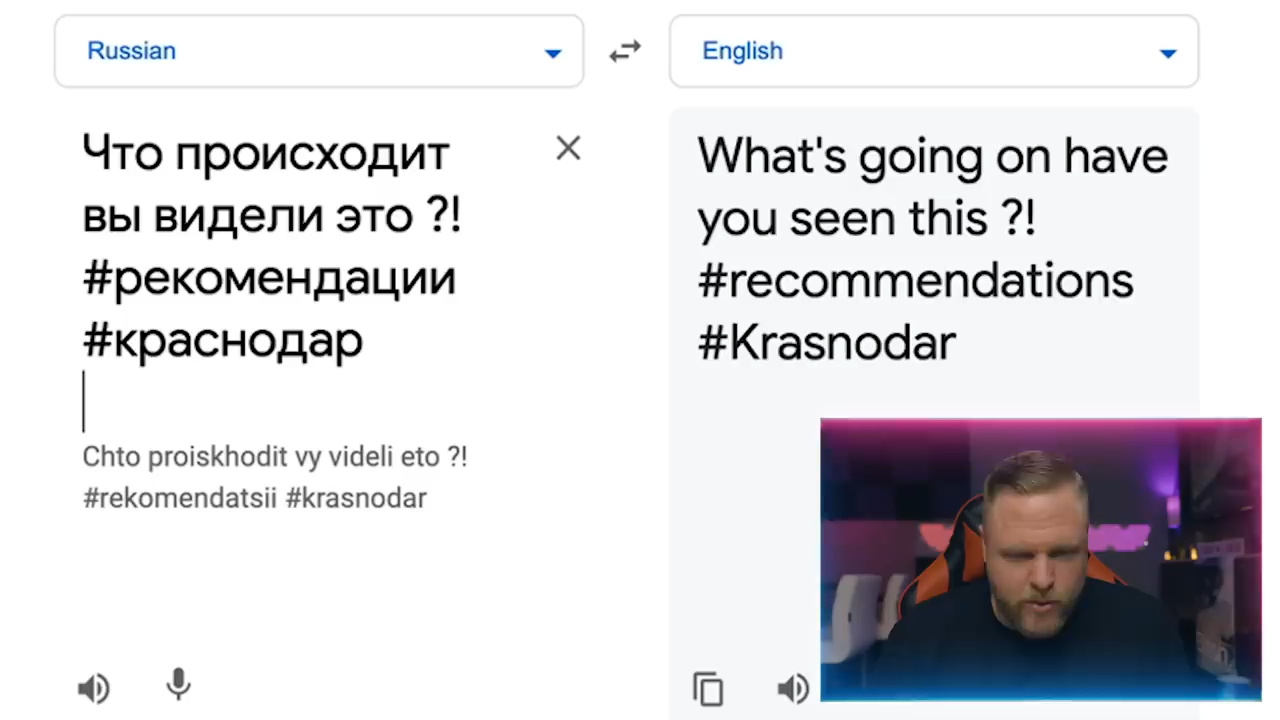 Russian
English
Что происходит
вы видели это ?!
#рекомендации
#краснодар
Chto proiskhodit vy videli eto ?!
#rekomendatsii #krasnodar
What's going on have
you seen this ?!
#recommendations
#Krasnodar